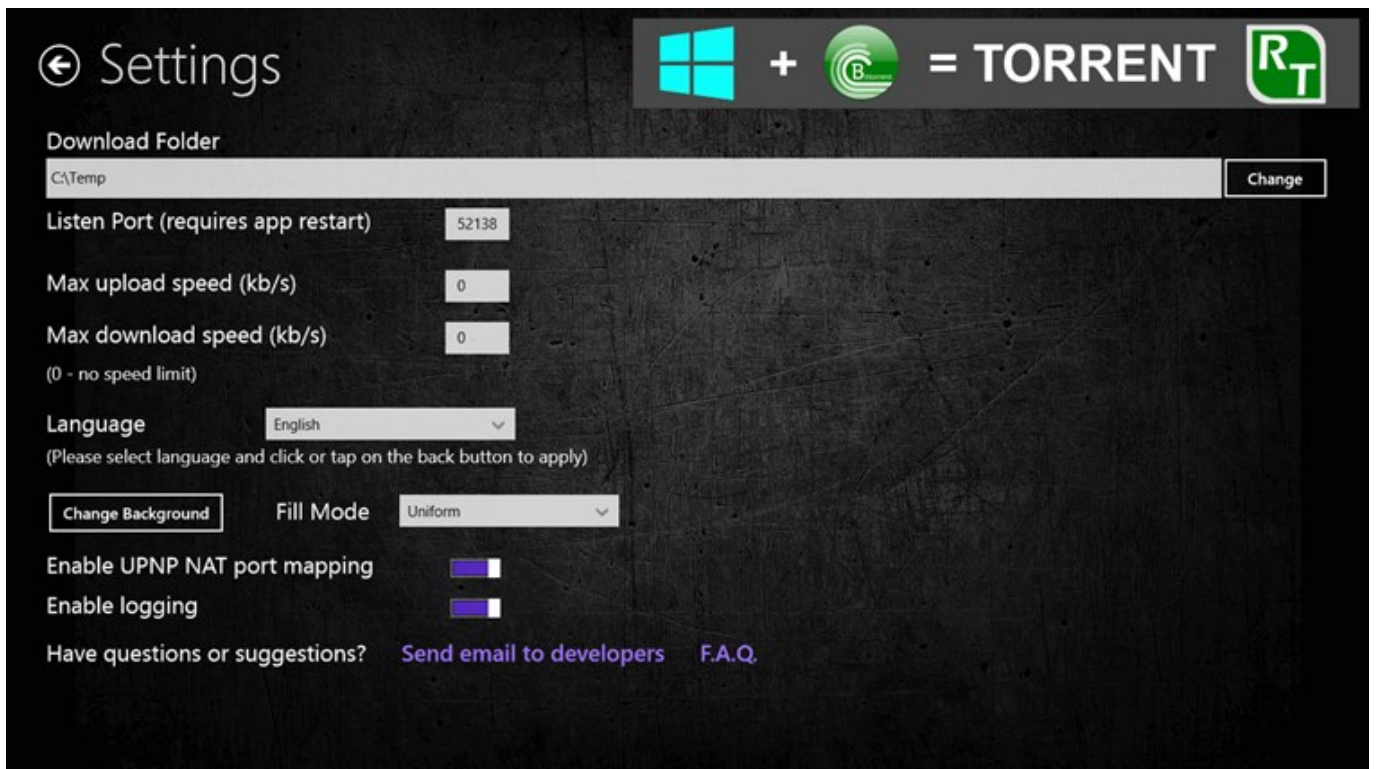 Settings
+ B = TORRENT RT
Download Folder
C:\Temp
Change
Listen Port (requires app restart) 52138
Max upload speed (kb/s) 0
Max download speed (kb/s) 0
(0 - no speed limit)
Language English
(Please select language and click or tap on the back button to apply)
Change Background Fill Mode Uniform
Enable UPNP NAT port mapping
Enable logging
Have questions or suggestions? Send email to developers F.A.Q.